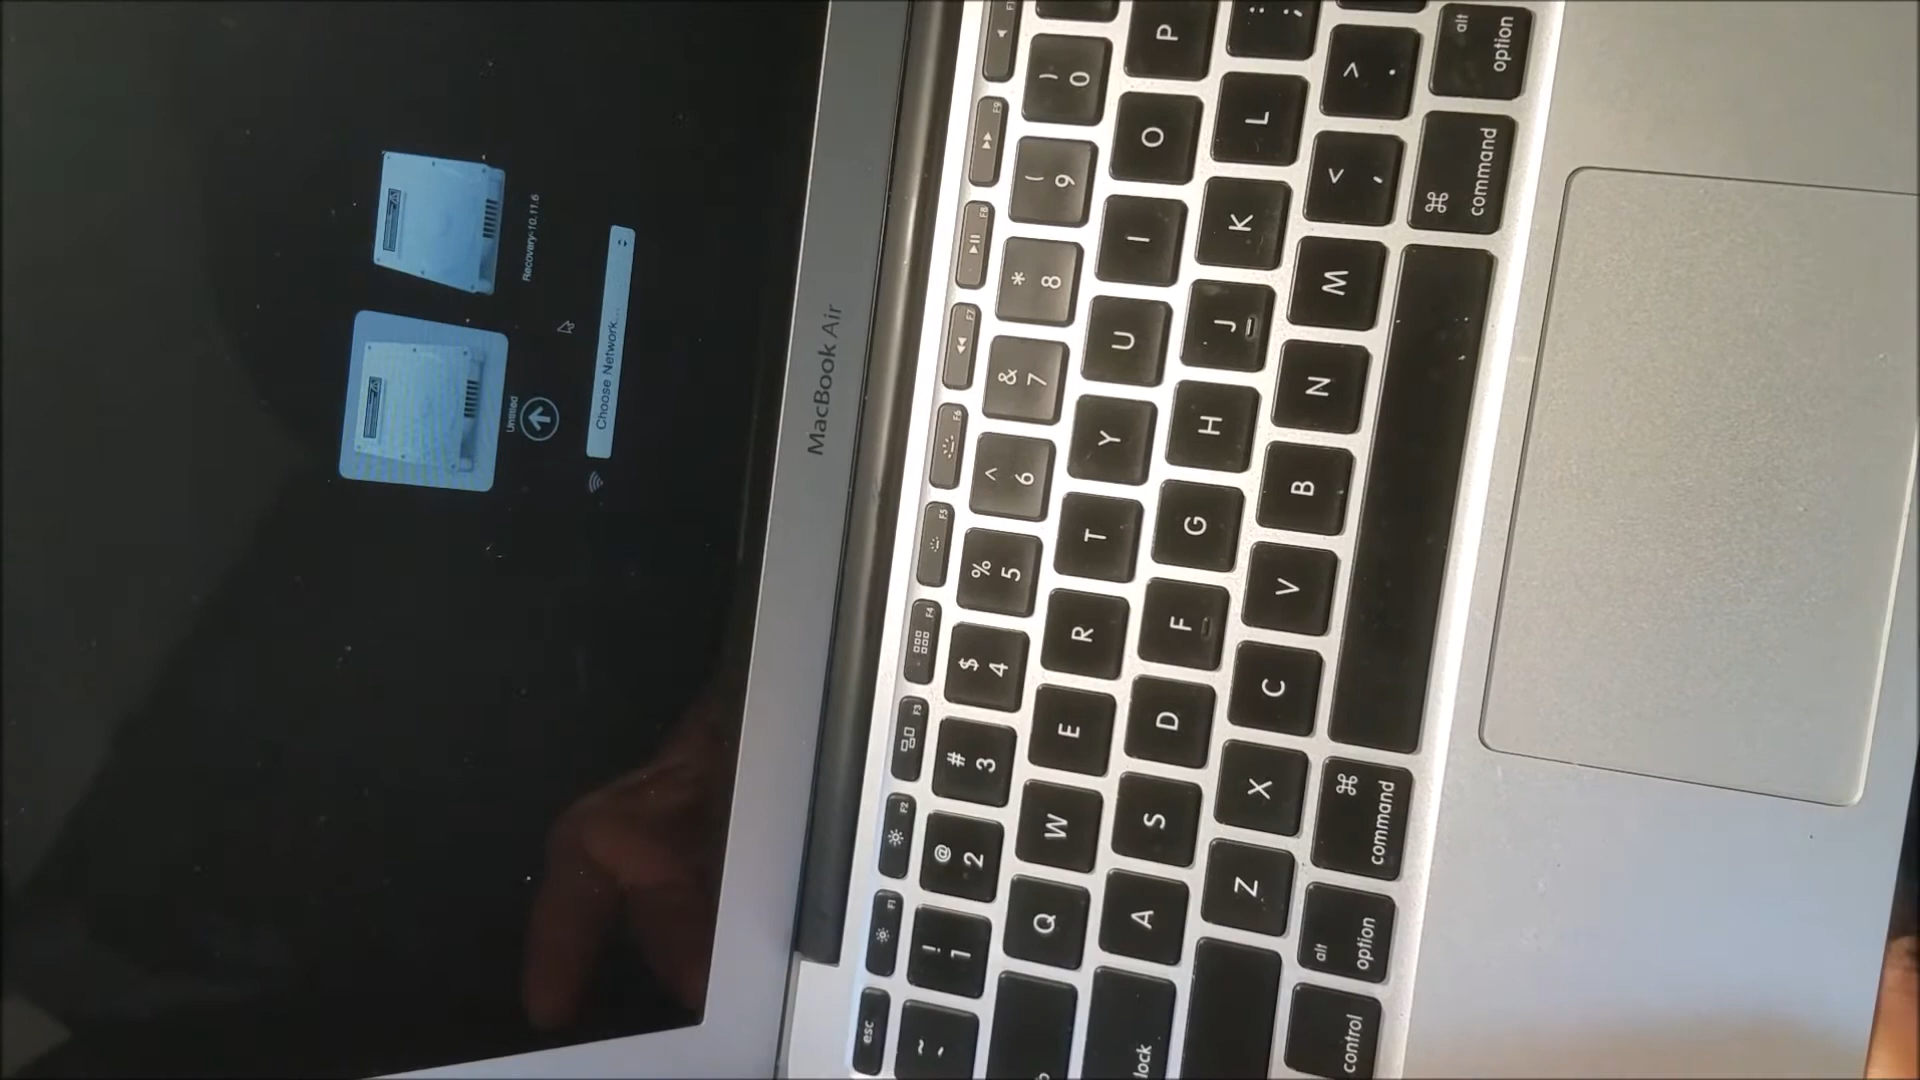 Untitled
Recovery-10.11.6
Choose Network...
MacBook Air
esc F1 F2 F3 F4 F5 F6 F7 F8 F9
~ ` ! 1 @ 2 # 3 $ 4 % 5 ^ 6 & 7 * 8 ( 9 ) 0
Q W E R T Y U I O P
lock A S D F G H J K L : ;
Z X C V B N M < , > .
control alt option ⌘ command ⌘ command alt option